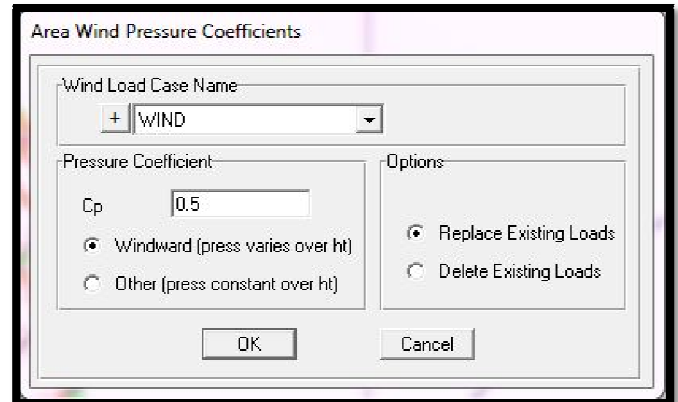 Area Wind Pressure Coefficients
Wind Load Case Name
+ WIND
Pressure Coefficient
Cp 0.5
Windward (press varies over ht)
Other (press constant over ht)
Options
Replace Existing Loads
Delete Existing Loads
OK Cancel